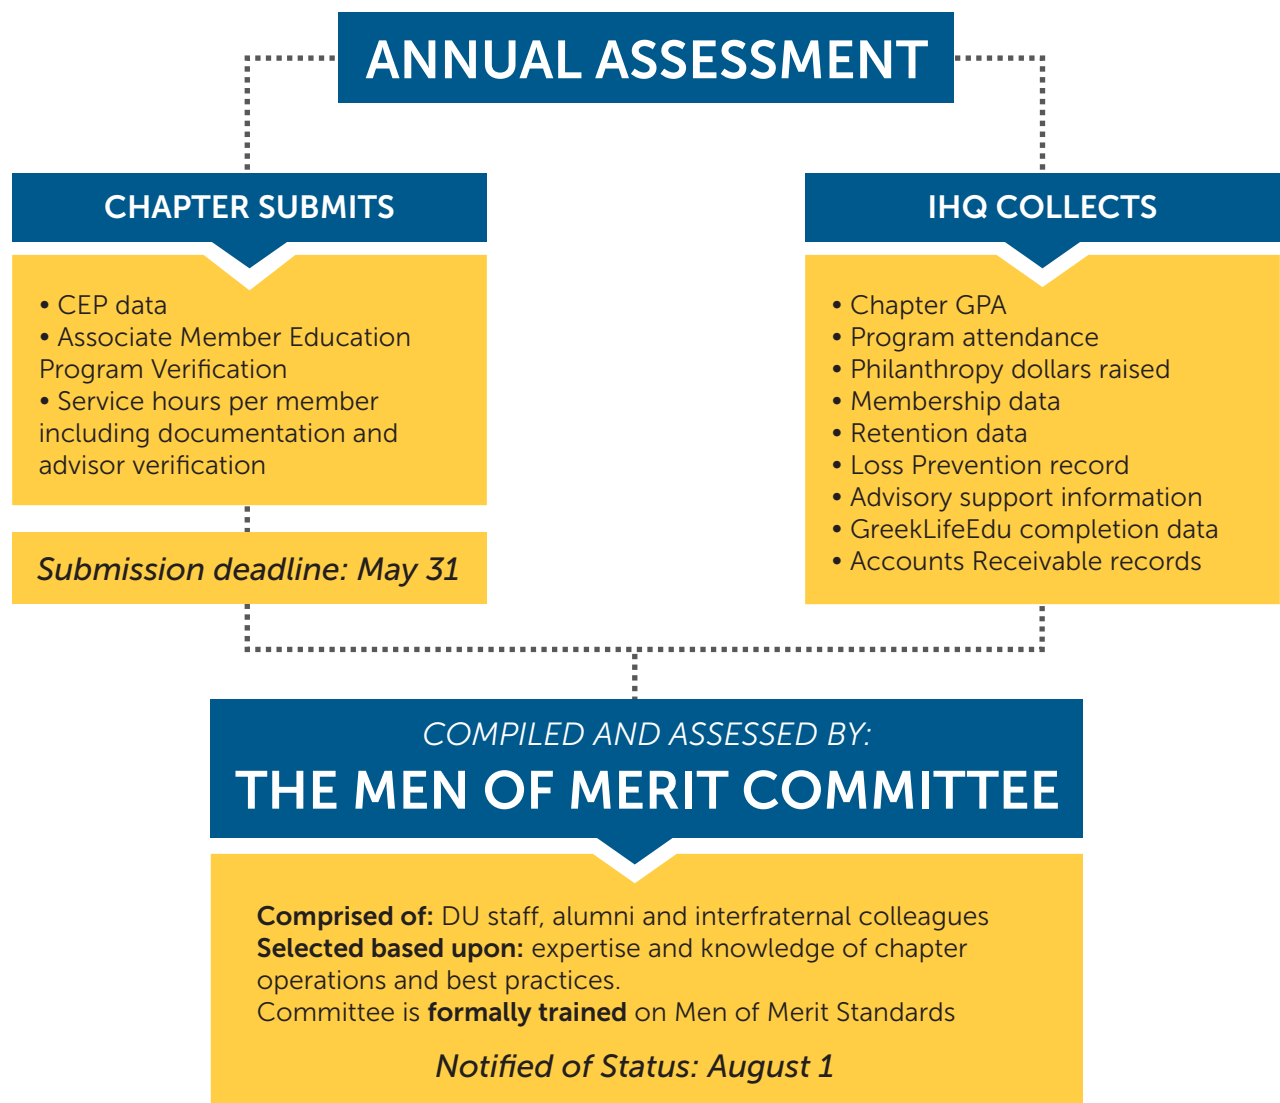 ANNUAL ASSESSMENT
CHAPTER SUBMITS
• CEP data
• Associate Member Education
Program Verification
• Service hours per member
including documentation and
advisor verification
Submission deadline: May 31
IHQ COLLECTS
• Chapter GPA
• Program attendance
• Philanthropy dollars raised
• Membership data
• Retention data
• Loss Prevention record
• Advisory support information
• GreekLifeEdu completion data
• Accounts Receivable records
COMPILED AND ASSESSED BY:
THE MEN OF MERIT COMMITTEE
Comprised of: DU staff, alumni and interfraternal colleagues
Selected based upon: expertise and knowledge of chapter
operations and best practices.
Committee is formally trained on Men of Merit Standards
Notified of Status: August 1